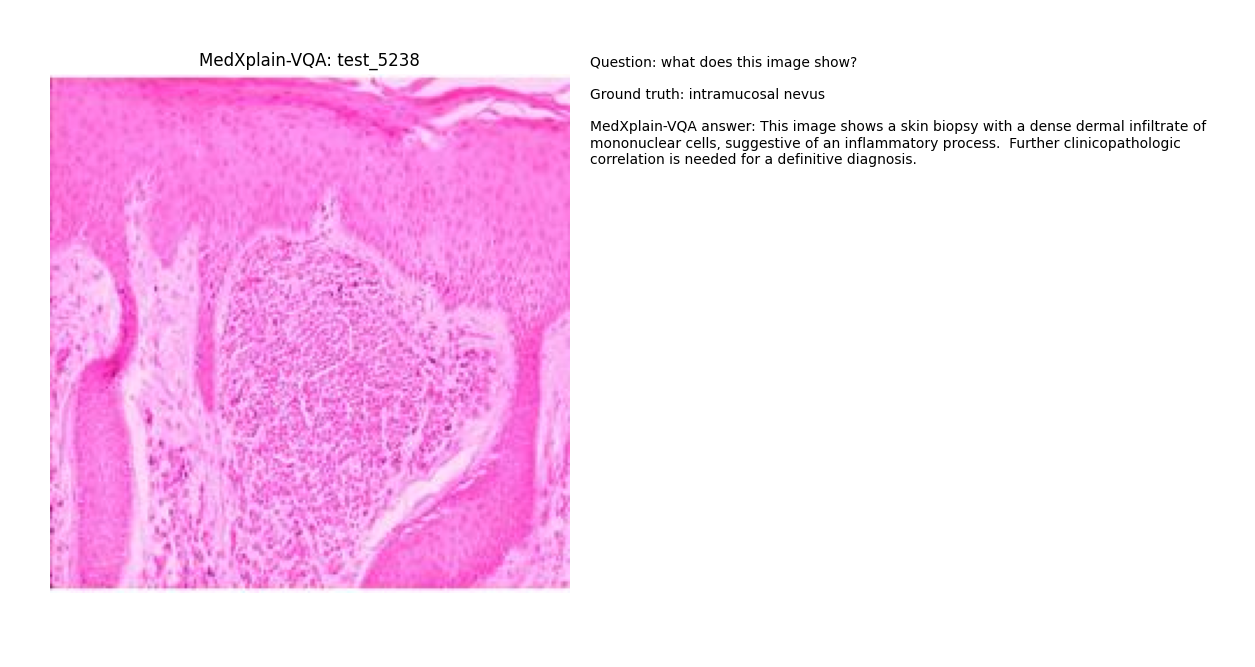 MedXplain-VQA: test_5238
Question: what does this image show?
Ground truth: intramucosal nevus
MedXplain-VQA answer: This image shows a skin biopsy with a dense dermal infiltrate of
mononuclear cells, suggestive of an inflammatory process.  Further clinicopathologic
correlation is needed for a definitive diagnosis.